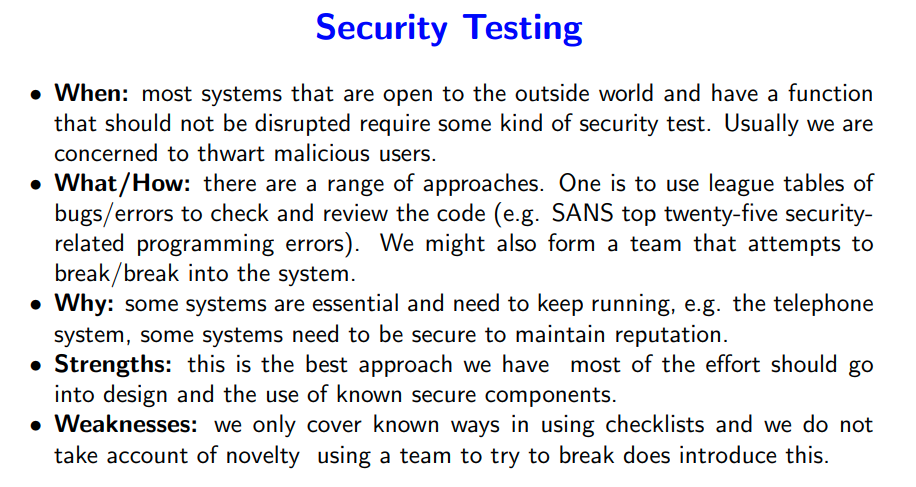 Security Testing
• When: most systems that are open to the outside world and have a function
that should not be disrupted require some kind of security test. Usually we are
concerned to thwart malicious users.
• What/How: there are a range of approaches. One is to use league tables of
bugs/errors to check and review the code (e.g. SANS top twenty-five security-
related programming errors). We might also form a team that attempts to
break/break into the system.
• Why: some systems are essential and need to keep running, e.g. the telephone
system, some systems need to be secure to maintain reputation.
• Strengths: this is the best approach we have most of the effort should go
into design and the use of known secure components.
• Weaknesses: we only cover known ways in using checklists and we do not
take account of novelty using a team to try to break does introduce this.